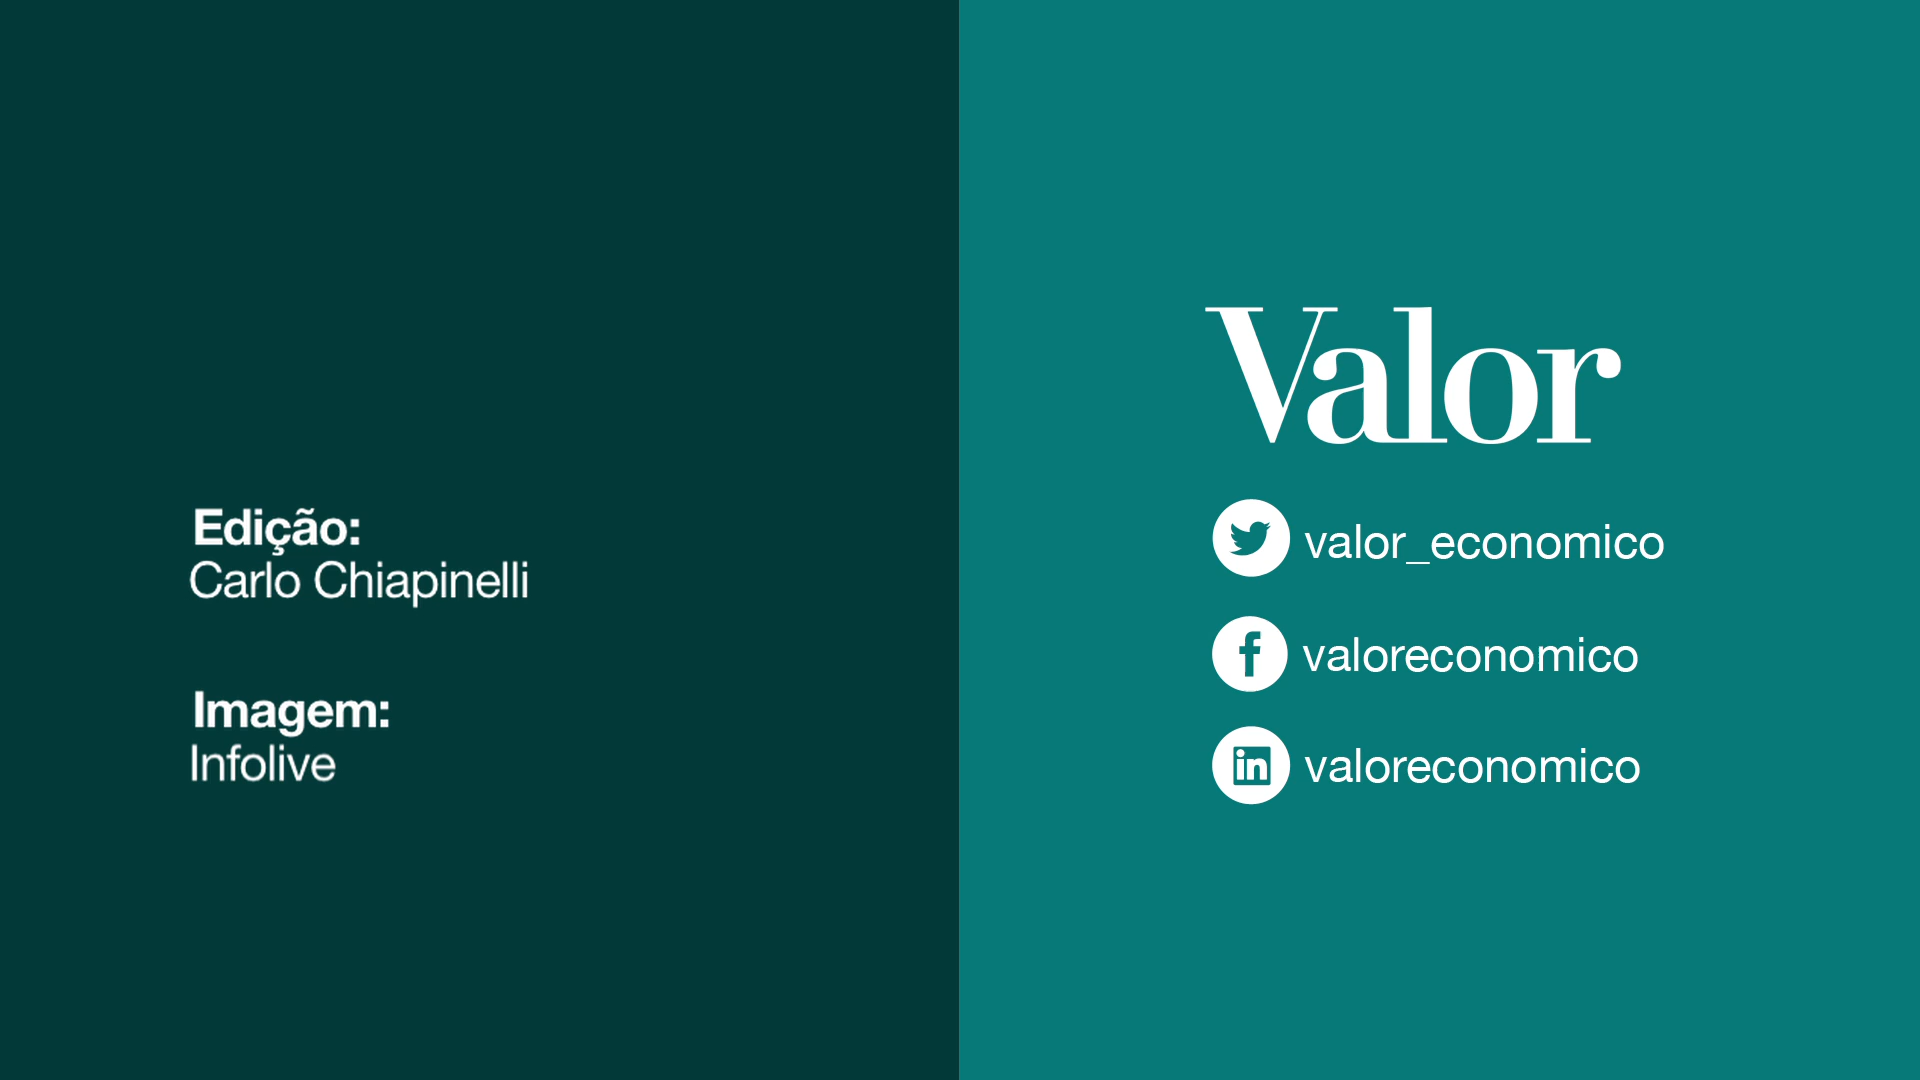 Edição:
Carlo Chiapinelli
Imagem:
Infolive
Valor
valor_economico
valoreconomico
valoreconomico